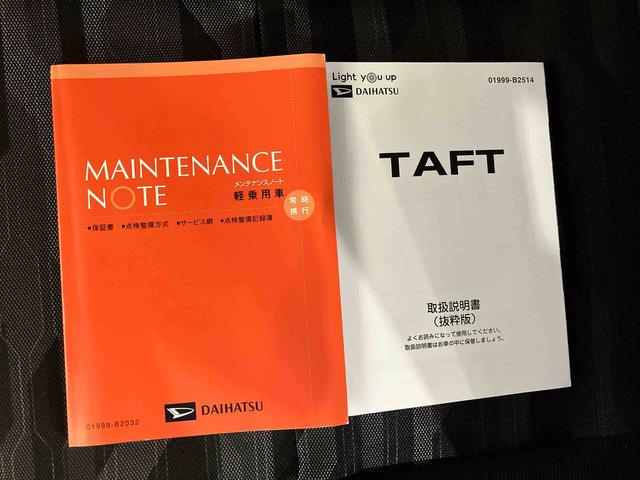 MAINTENANCE
NOTE
メンテナンスノート
軽乗用車
常時
携行
•保証書 •点検整備方式 •サービス網 •点検整備記録簿
01989-B2032
DAIHATSU
Light you up
DAIHATSU
01999-B2514
TAFT
取扱説明書
(抜粋版)
よくお読みになって使用してください。
取扱説明書はお車の中に保管しましょう。